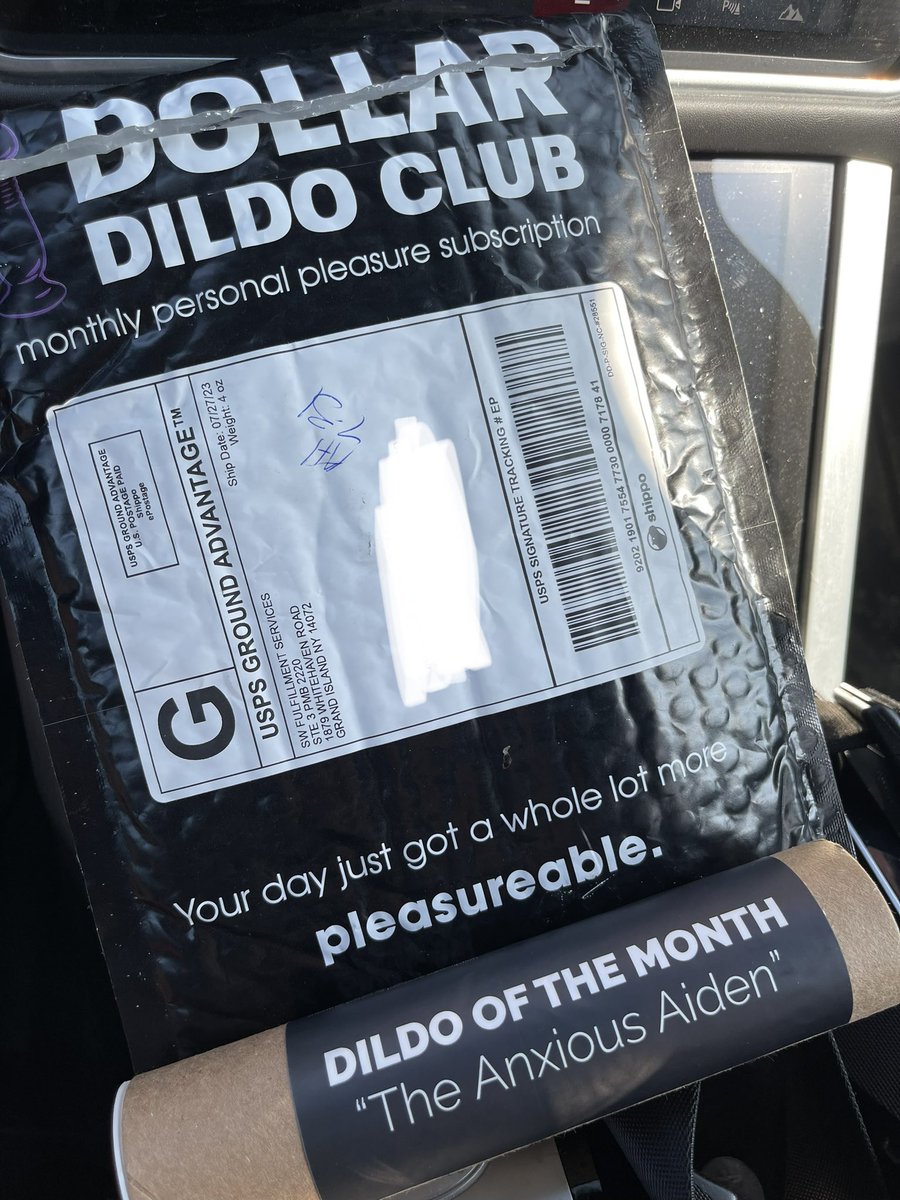 DOLLAR
DILDO CLUB
monthly personal pleasure subscription
USPS GROUND ADVANTAGE
U.S. POSTAGE PAID
Shippo
ePostage
G
USPS GROUND ADVANTAGE™
Ship Date: 07/27/23
Weight: 4 oz
SW FULFILLMENT SERVICES
STE 3 PMB 2220
1879 WHITEHAVEN ROAD
GRAND ISLAND NY 14072
USPS SIGNATURE TRACKING # EP
9202 1901 7554 7730 0000 7178 41
shippo
Your day just got a whole lot more
pleasureable.
DILDO OF THE MONTH
"The Anxious Aiden"